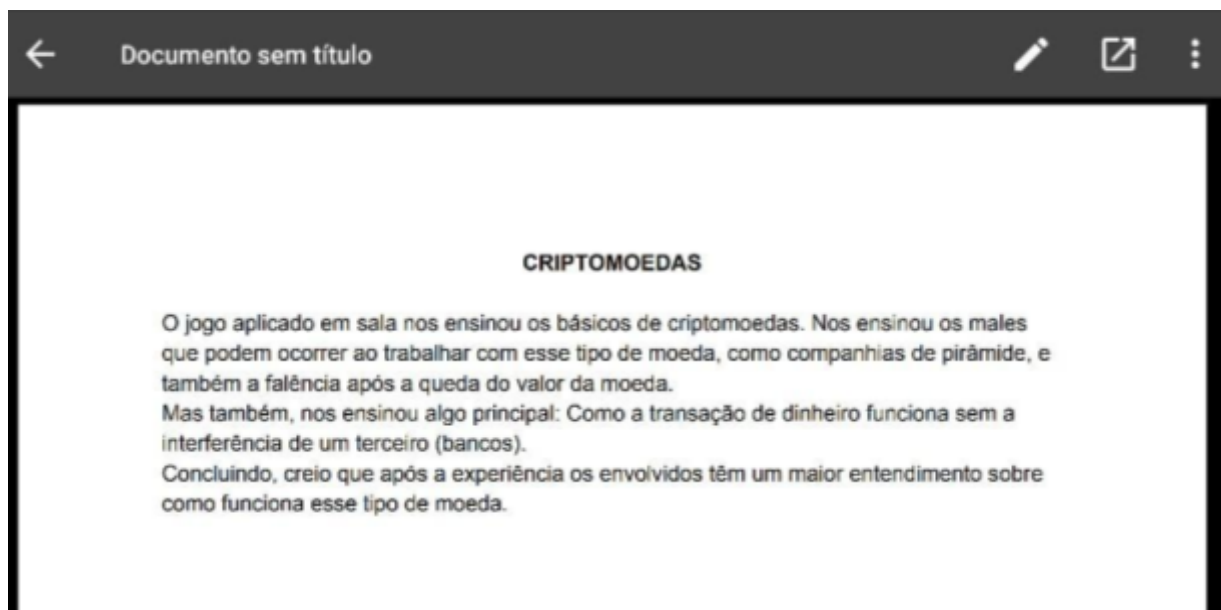 Documento sem título
CRIPTOMOEDAS
O jogo aplicado em sala nos ensinou os básicos de criptomoedas. Nos ensinou os males
que podem ocorrer ao trabalhar com esse tipo de moeda, como companhias de pirâmide, e
também a falência após a queda do valor da moeda.
Mas também, nos ensinou algo principal: Como a transação de dinheiro funciona sem a
interferência de um terceiro (bancos).
Concluindo, creio que após a experiência os envolvidos têm um maior entendimento sobre
como funciona esse tipo de moeda.